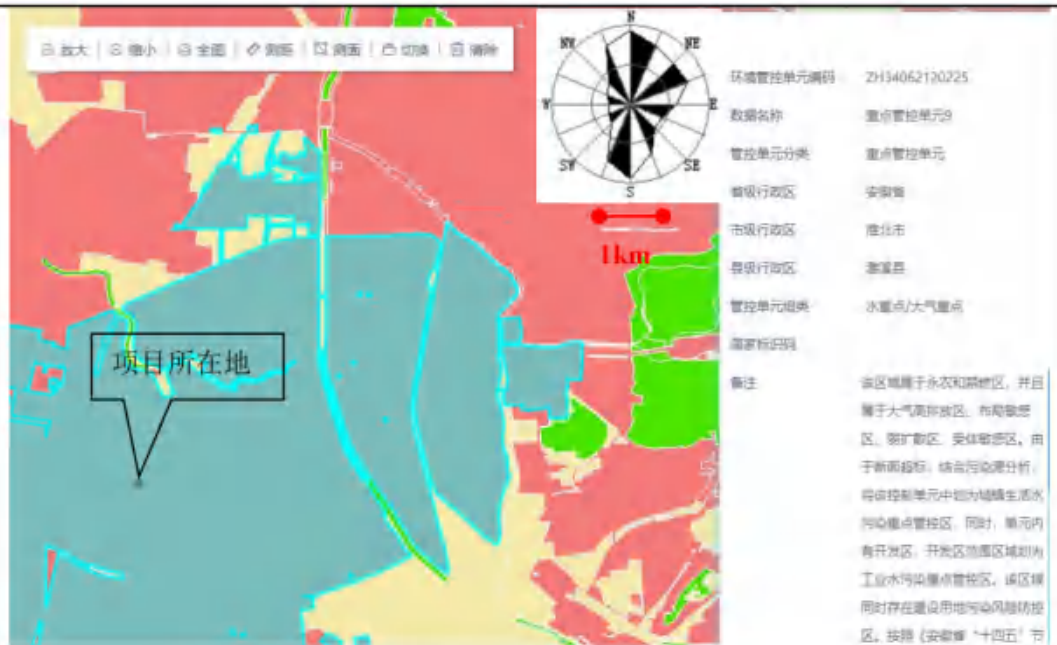 放大 缩小 全图 测距 测面 切换 清除
N
NW NE
W E
SW SE
S
1km
项目所在地
环境管控单元编码 ZH34062120225
数据名称 重点管控单元9
管控单元分类 重点管控单元
省级行政区 安徽省
市级行政区 淮北市
县级行政区 濉溪县
管控单元细类 水重点/大气重点
国家标识码
备注 该区域属于永农和禁燃区，并且
属于大气高排放区、布局敏感
区、弱扩散区、受体敏感区。由
于断面超标，结合污染源分析，
将该控制单元中划为城镇生活水
污染重点管控区，同时，单元内
有开发区，开发区范围区域划为
工业水污染重点管控区。该区域
同时存在建设用地污染风险防控
区。按照《安徽省“十四五”节